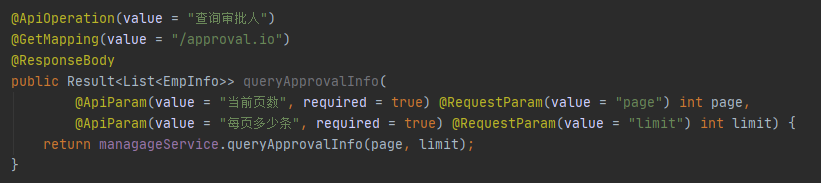 @ApiOperation(value = "查询审批人")
@GetMapping(value = "/approval.io")
@ResponseBody
public Result<List<EmpInfo>> queryApprovalInfo(
@ApiParam(value = "当前页数", required = true) @RequestParam(value = "page") int page,
@ApiParam(value = "每页多少条", required = true) @RequestParam(value = "limit") int limit) {
return managageService.queryApprovalInfo(page, limit);
}